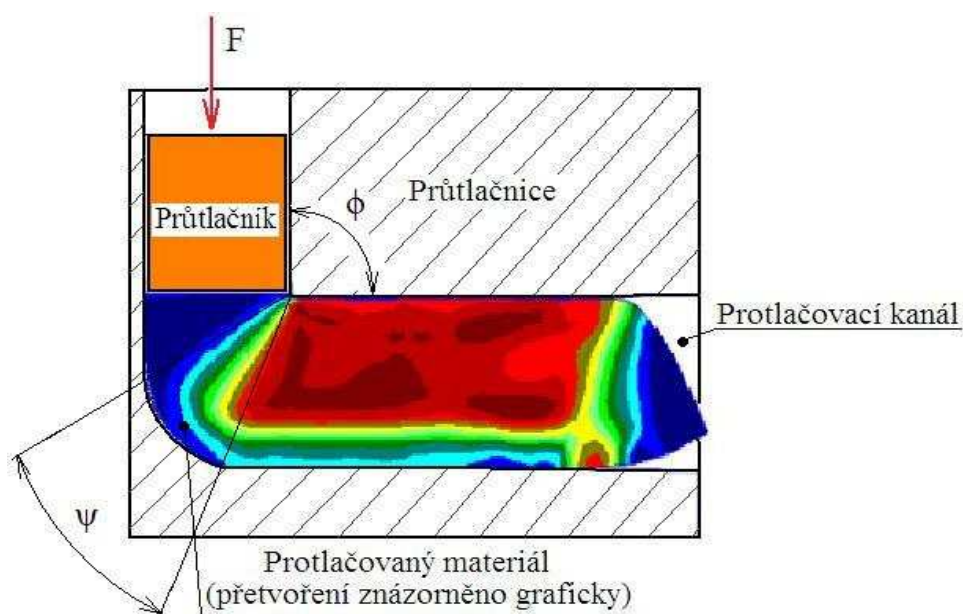 F
Průtlačnice
ϕ
Průtlačník
Protlačovací kanál
ψ
Protlačovaný materiál
(přetvoření znázorněno graficky)